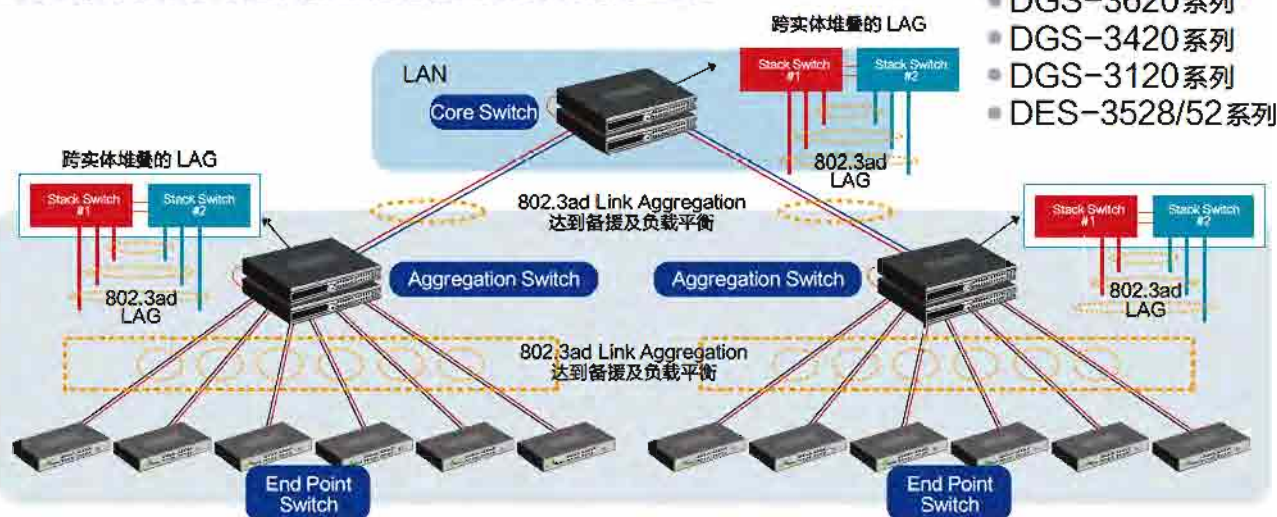 DGS-3620系列
DGS-3420系列
DGS-3120系列
DES-3528/52系列
跨实体堆叠的 LAG
Stack Switch
#1
Stack Switch
#2
802.3ad
LAG
LAN
Core Switch
跨实体堆叠的 LAG
Stack Switch
#1
Stack Switch
#2
802.3ad
LAG
802.3ad Link Aggregation
达到备援及负载平衡
Stack Switch
#1
Stack Switch
#2
802.3ad
LAG
Aggregation Switch
Aggregation Switch
802.3ad Link Aggregation
达到备援及负载平衡
End Point
Switch
End Point
Switch